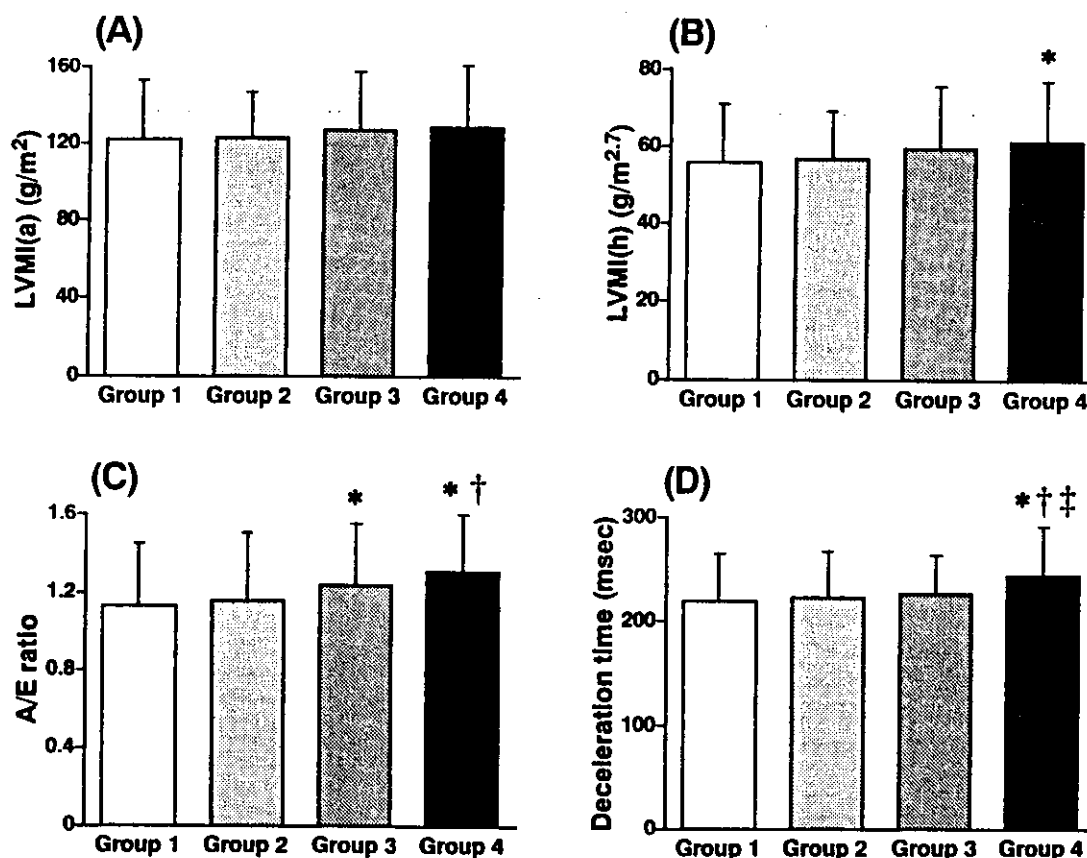 (A)
LVMI(a) (g/m²)
160
120
80
40
0
Group 1 Group 2 Group 3 Group 4
(B)
*
LVMI(h) (g/m²·⁷)
80
60
40
20
0
Group 1 Group 2 Group 3 Group 4
(C)
* * †
A/E ratio
1.6
1.2
0.8
0.4
0
Group 1 Group 2 Group 3 Group 4
(D)
* † ‡
Deceleration time (msec)
300
200
100
0
Group 1 Group 2 Group 3 Group 4